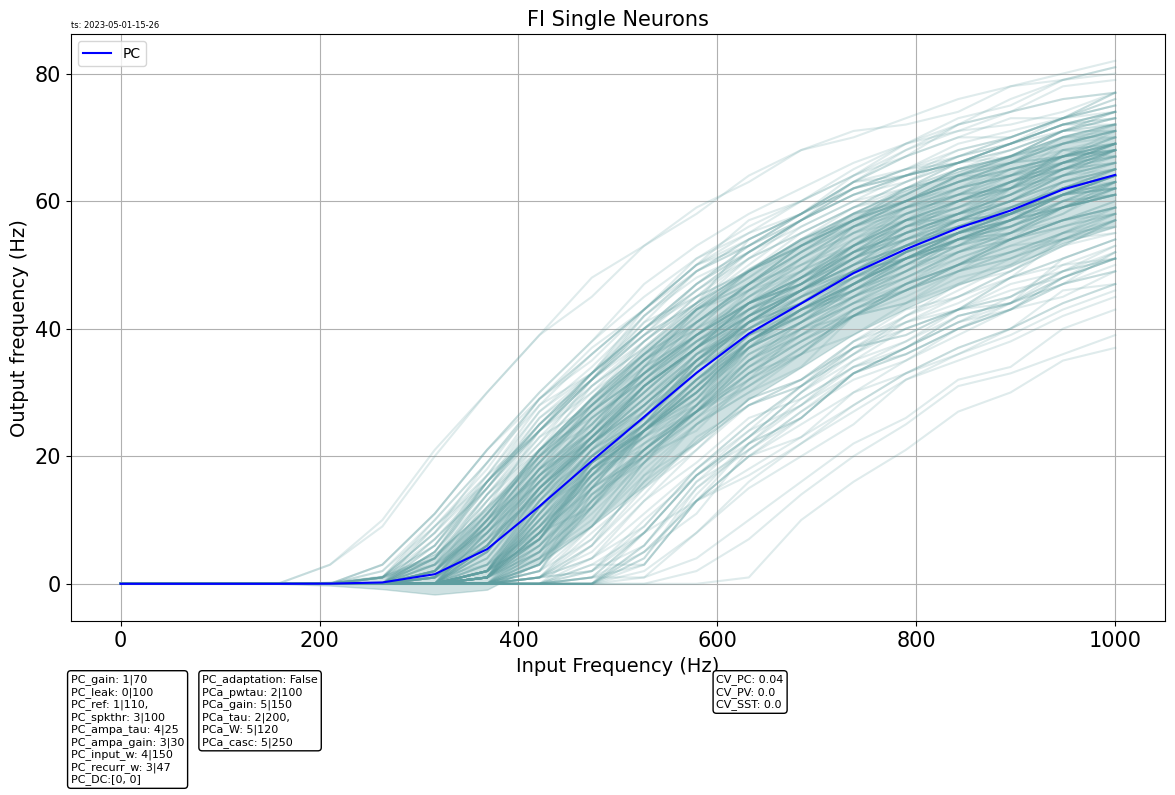 FI Single Neurons
ts: 2023-05-01-15-26
PC
80
60
40
20
0
Output frequency (Hz)
0 200 400 600 800 1000
Input Frequency (Hz)
PC_gain: 1|70
PC_leak: 0|100
PC_ref: 1|110,
PC_spkthr: 3|100
PC_ampa_tau: 4|25
PC_ampa_gain: 3|30
PC_input_w: 4|150
PC_recurr_w: 3|47
PC_DC:[0, 0]
PC_adaptation: False
PCa_pwtau: 2|100
PCa_gain: 5|150
PCa_tau: 2|200,
PCa_W: 5|120
PCa_casc: 5|250
CV_PC: 0.04
CV_PV: 0.0
CV_SST: 0.0